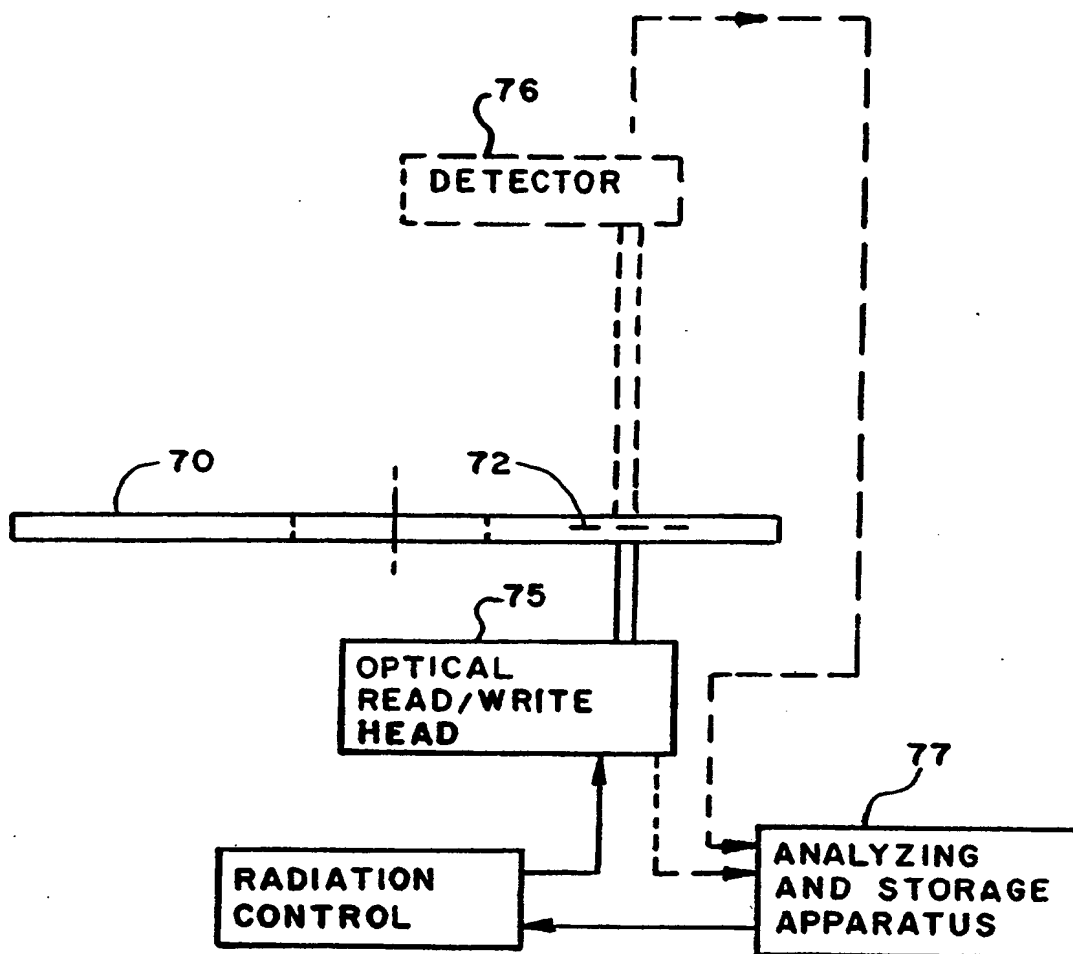 76
DETECTOR
70
72
75
OPTICAL
READ/WRITE
HEAD
77
RADIATION
CONTROL
ANALYZING
AND STORAGE
APPARATUS